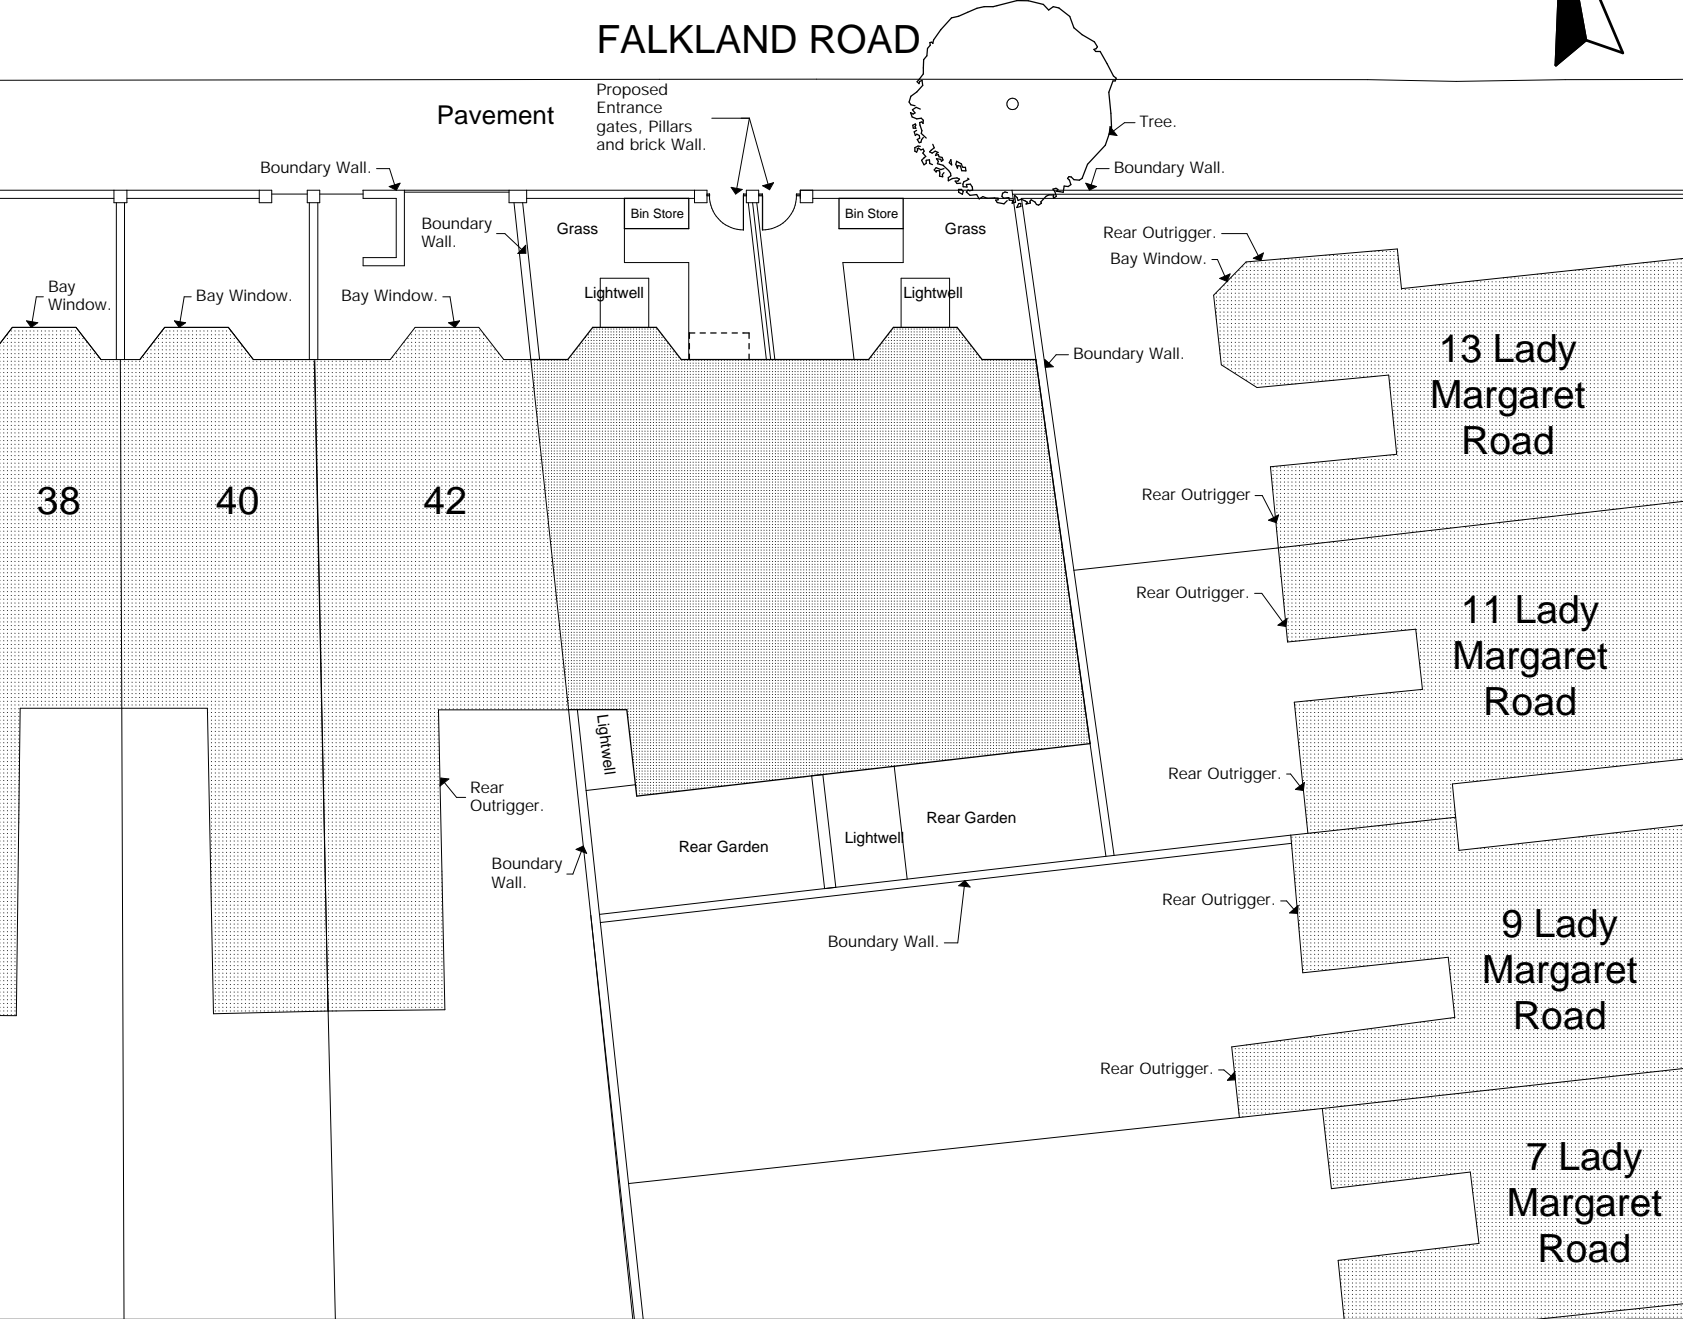 FALKLAND ROAD
Proposed
Entrance
gates, Pillars
and brick Wall.
Pavement
Tree.
Boundary Wall.
Boundary Wall.
Bin Store
Bin Store
Boundary
Wall.
Grass
Grass
Rear Outrigger.
Bay Window.
Bay
Window.
Bay Window.
Bay Window.
Lightwell
Lightwell
Boundary Wall.
13 Lady
Margaret
Road
38
40
42
Rear Outrigger
Rear Outrigger.
11 Lady
Margaret
Road
Lightwell
Rear Outrigger.
Rear
Outrigger.
Rear Garden
Lightwell
Rear Garden
Boundary
Wall.
Rear Outrigger.
Boundary Wall.
9 Lady
Margaret
Road
Rear Outrigger.
7 Lady
Margaret
Road